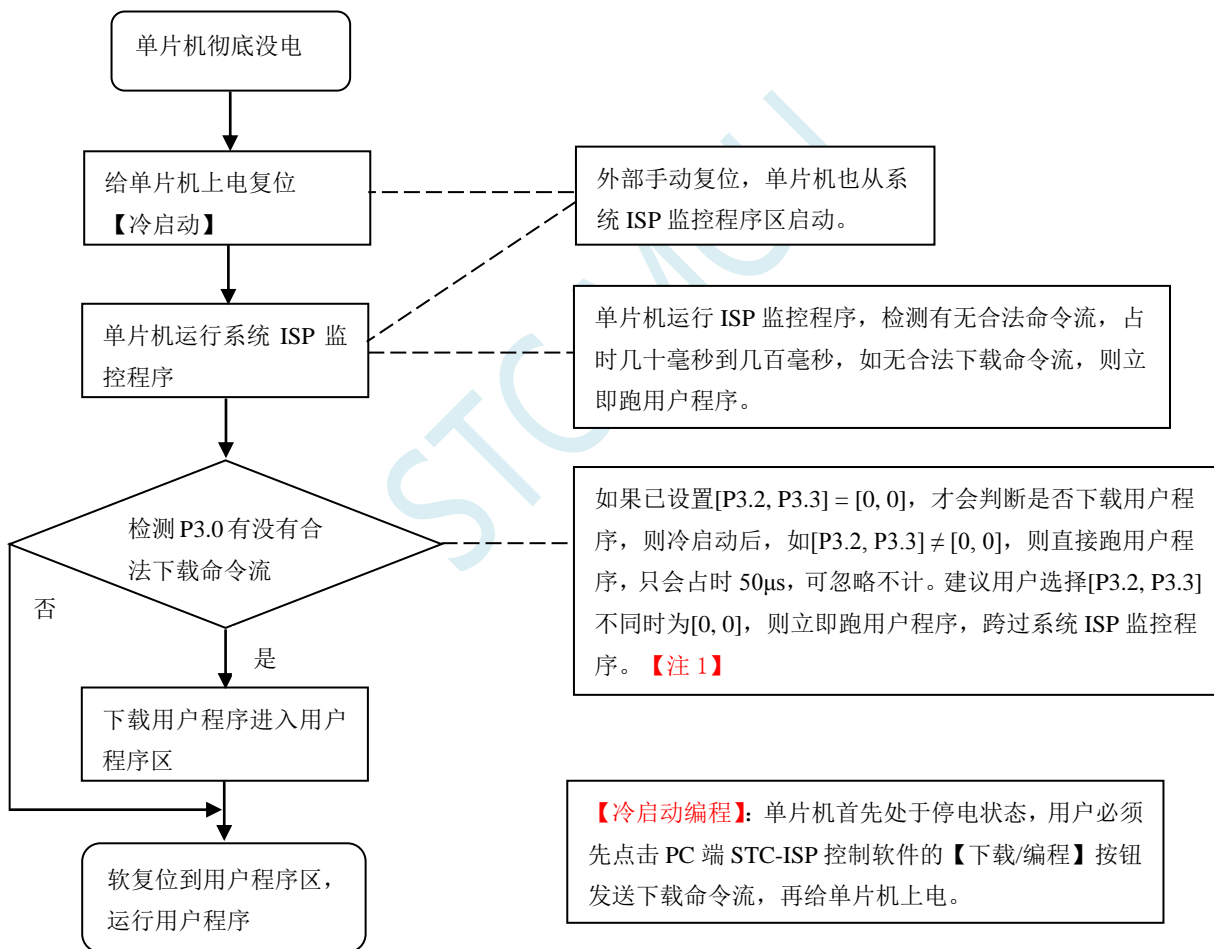 单片机彻底没电
给单片机上电复位
【冷启动】
外部手动复位，单片机也从系
统 ISP 监控程序区启动。
单片机运行系统 ISP 监
控程序
单片机运行 ISP 监控程序，检测有无合法命令流，占
时几十毫秒到几百毫秒，如无合法下载命令流，则立
即跑用户程序。
检测 P3.0 有没有合
法下载命令流
如果已设置[P3.2, P3.3] = [0, 0]，才会判断是否下载用户程
序，则冷启动后，如[P3.2, P3.3] ≠ [0, 0]，则直接跑用户程
序，只会占时 50μs，可忽略不计。建议用户选择[P3.2, P3.3]
不同时为[0, 0]，则立即跑用户程序，跨过系统 ISP 监控程
序。【注 1】
否
是
下载用户程序进入用户
程序区
【冷启动编程】：单片机首先处于停电状态，用户必须
先点击 PC 端 STC-ISP 控制软件的【下载/编程】按钮
发送下载命令流，再给单片机上电。
软复位到用户程序区，
运行用户程序
STC MCU